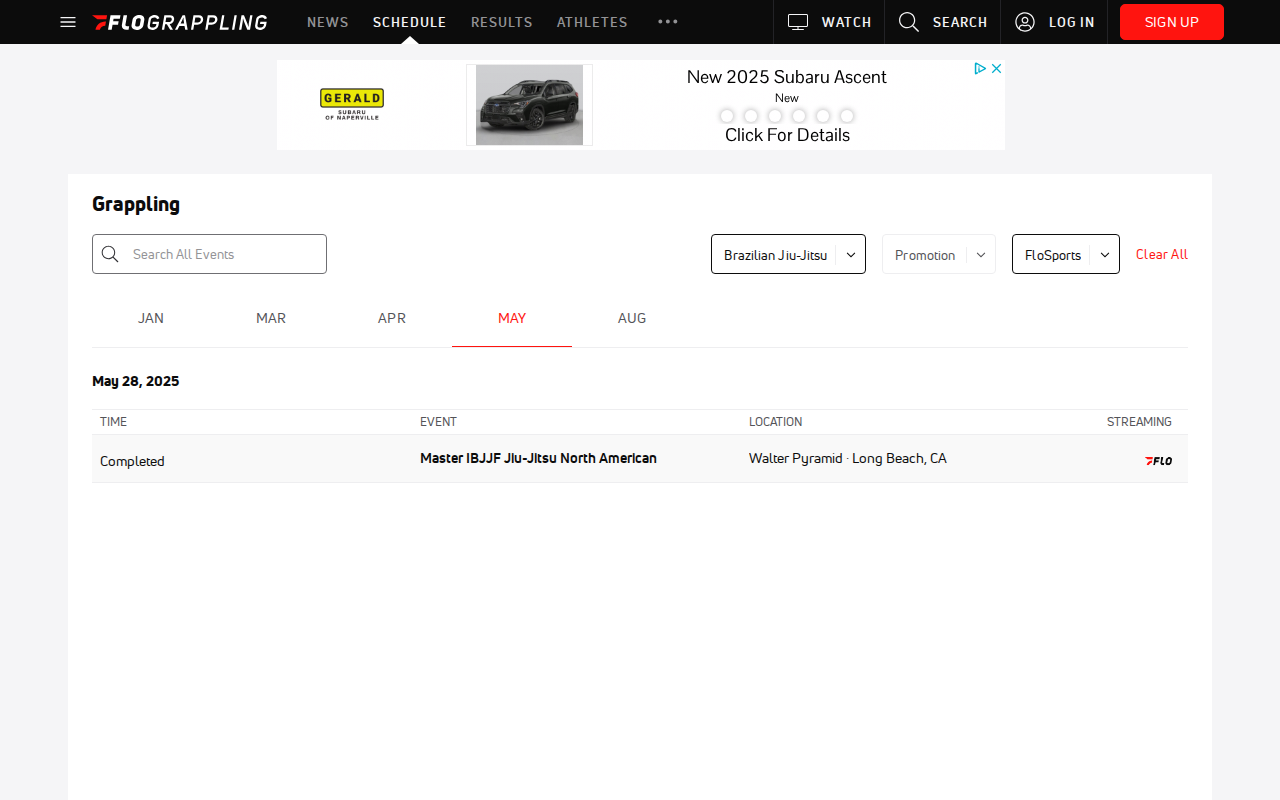 FLOGRAPPLING
NEWS
SCHEDULE
RESULTS
ATHLETES
WATCH
SEARCH
LOG IN
SIGN UP
GERALD
SUBARU
OF NAPERVILLE
New 2025 Subaru Ascent
New
Click For Details
Grappling
Search All Events
Brazilian Jiu-Jitsu
Promotion
FloSports
Clear All
JAN
MAR
APR
MAY
AUG
May 28, 2025
TIME
EVENT
LOCATION
STREAMING
Completed
Master IBJJF Jiu-Jitsu North American
Walter Pyramid · Long Beach, CA
FLO